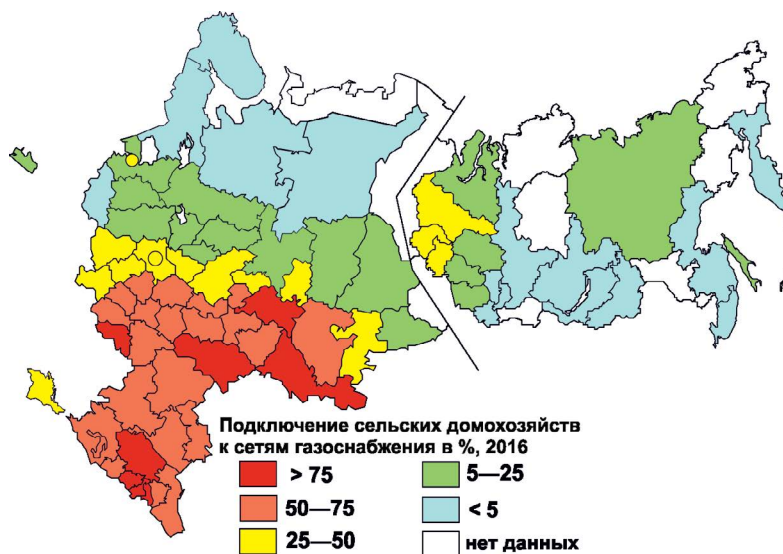 Подключение сельских домохозяйств
к сетям газоснабжения в %, 2016
> 75
5—25
50—75
< 5
25—50
нет данных